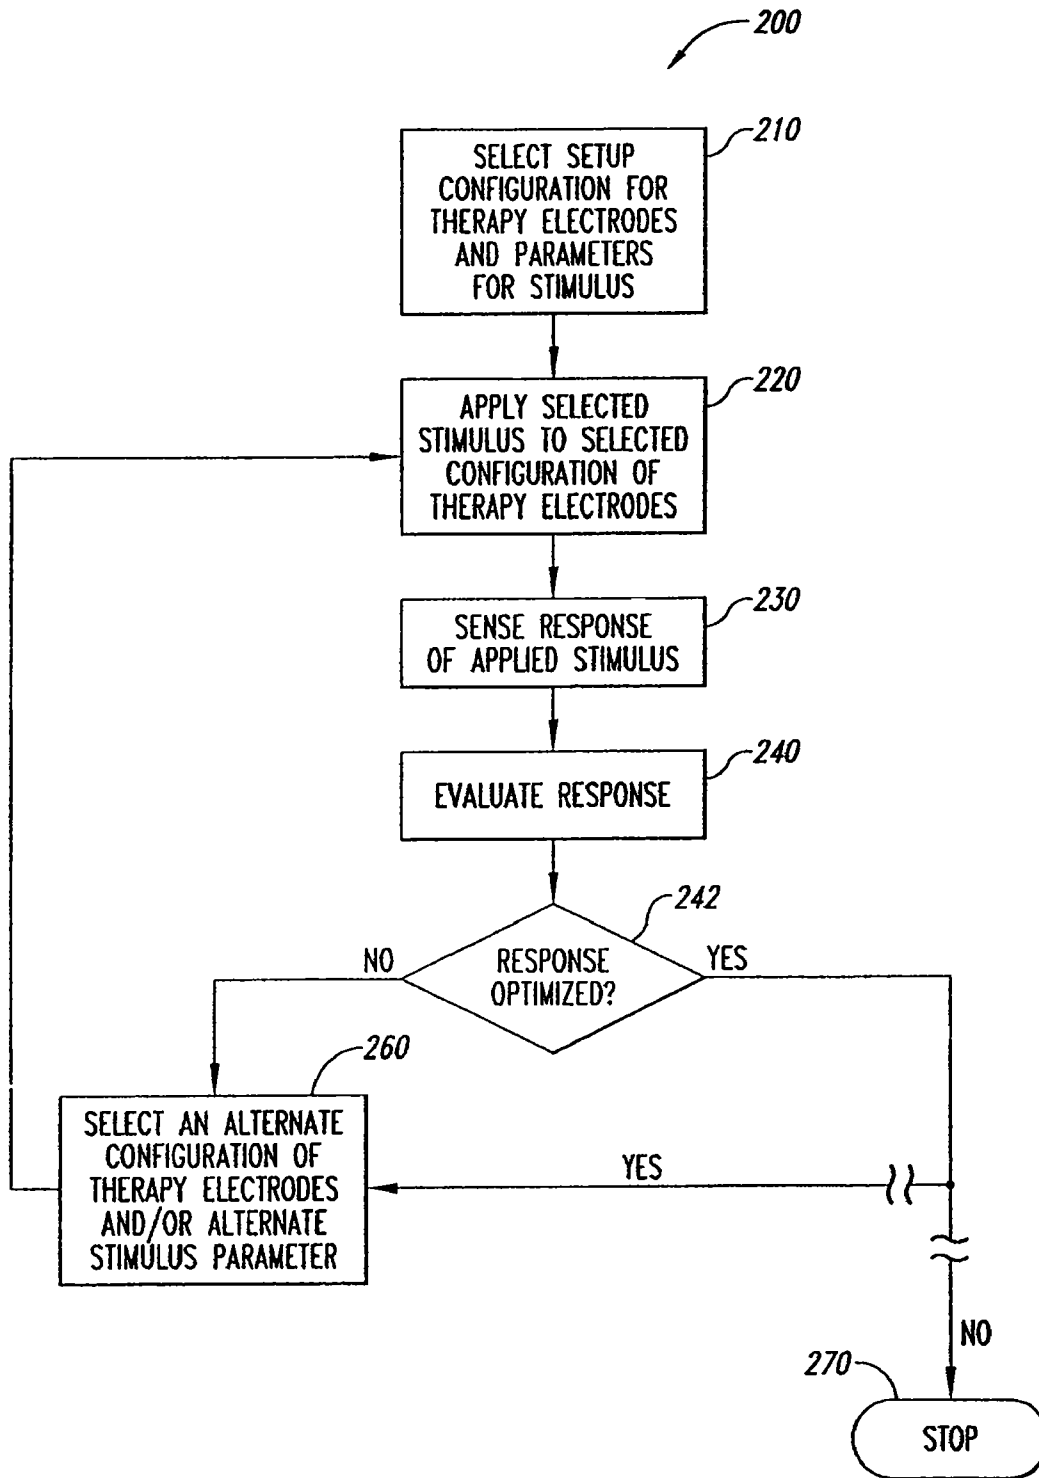 200
210
SELECT SETUP
CONFIGURATION FOR
THERAPY ELECTRODES
AND PARAMETERS
FOR STIMULUS
220
APPLY SELECTED
STIMULUS TO SELECTED
CONFIGURATION OF
THERAPY ELECTRODES
230
SENSE RESPONSE
OF APPLIED STIMULUS
240
EVALUATE RESPONSE
242
NO
RESPONSE
OPTIMIZED?
YES
260
SELECT AN ALTERNATE
CONFIGURATION OF
THERAPY ELECTRODES
AND/OR ALTERNATE
STIMULUS PARAMETER
YES
NO
270
STOP